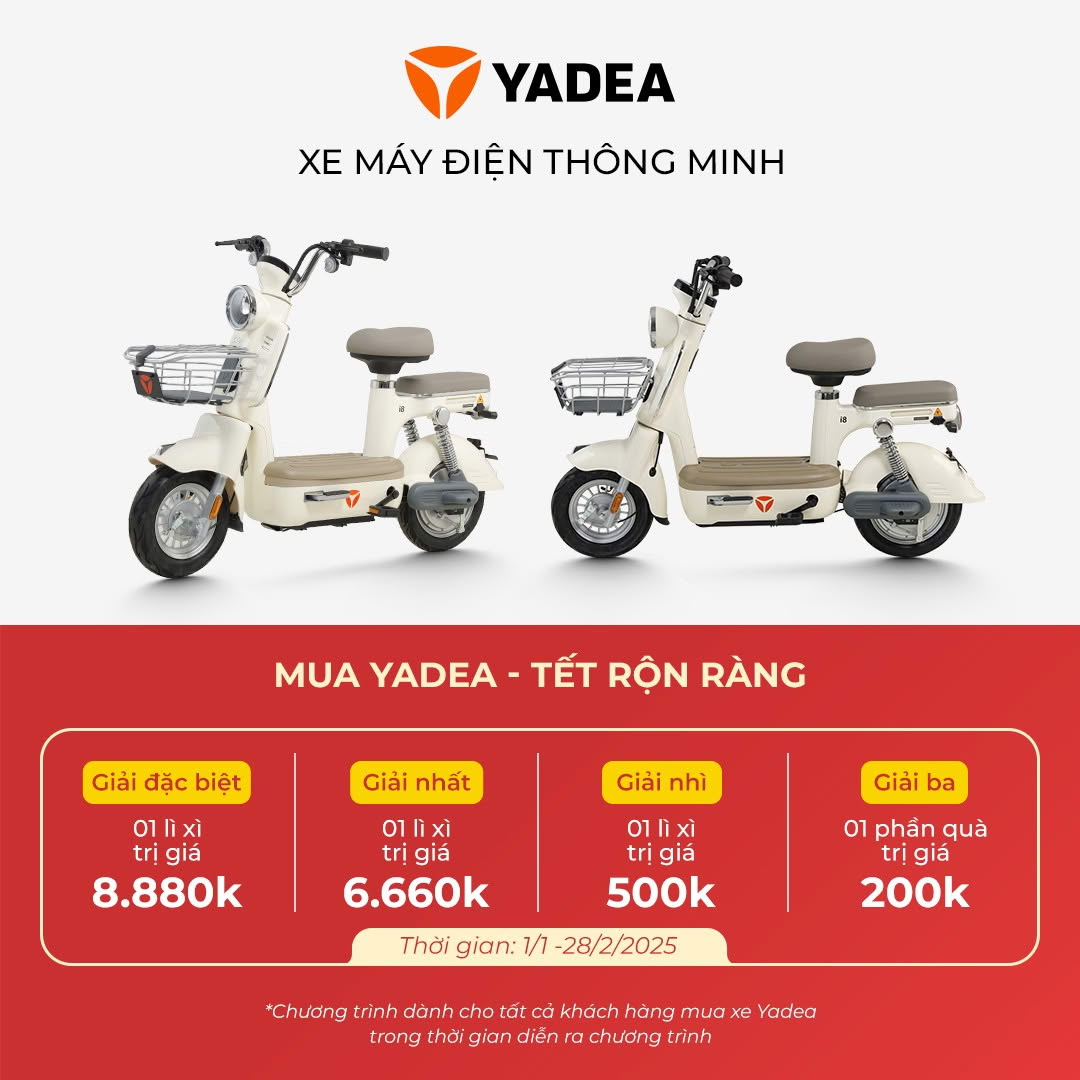 YADEA
XE MÁY ĐIỆN THÔNG MINH
i8
i8
MUA YADEA - TẾT RỘN RÀNG
Giải đặc biệt
01 lì xì
trị giá
8.880k
Giải nhất
01 lì xì
trị giá
6.660k
Giải nhì
01 lì xì
trị giá
500k
Giải ba
01 phần quà
trị giá
200k
Thời gian: 1/1 -28/2/2025
*Chương trình dành cho tất cả khách hàng mua xe Yadea
trong thời gian diễn ra chương trình